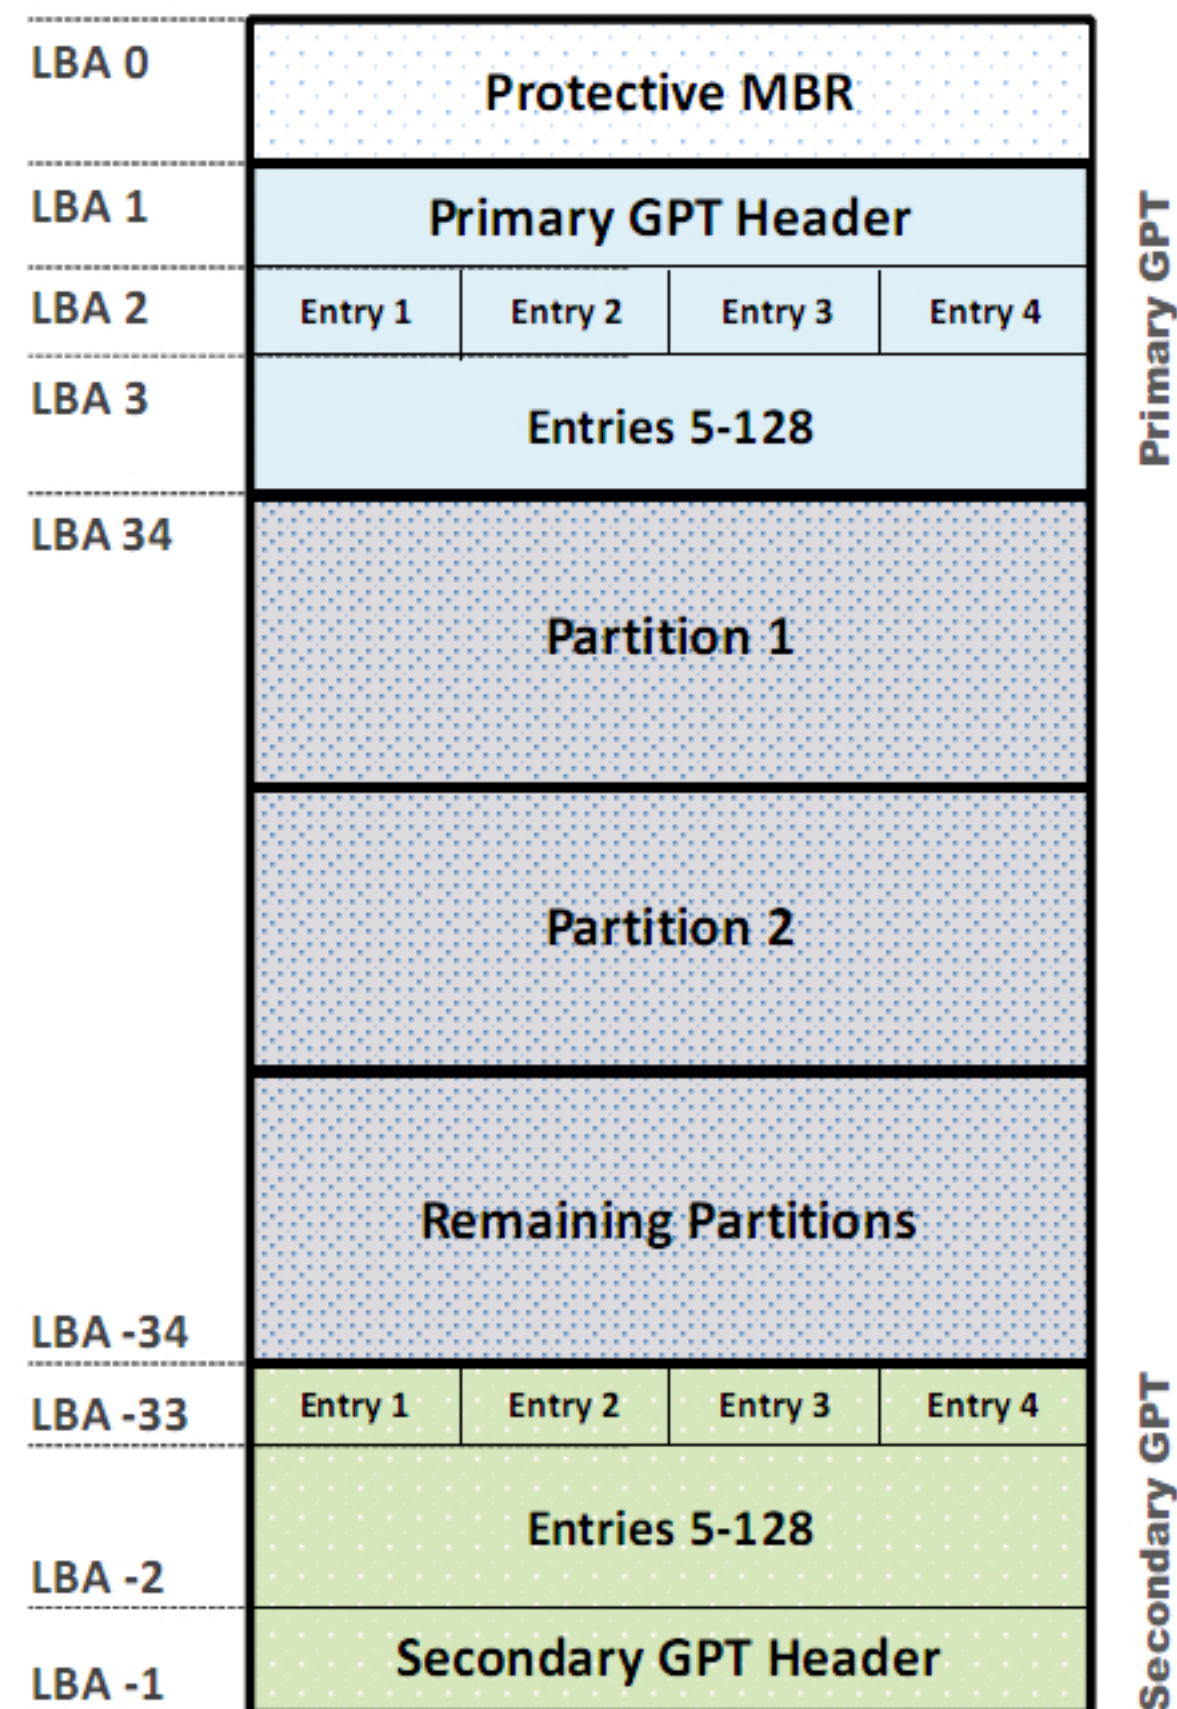 LBA 0
Protective MBR
LBA 1
Primary GPT Header
LBA 2
Entry 1
Entry 2
Entry 3
Entry 4
LBA 3
Entries 5-128
Primary GPT
LBA 34
Partition 1
Partition 2
Remaining Partitions
LBA -34
LBA -33
Entry 1
Entry 2
Entry 3
Entry 4
Entries 5-128
LBA -2
Secondary GPT Header
LBA -1
Secondary GPT